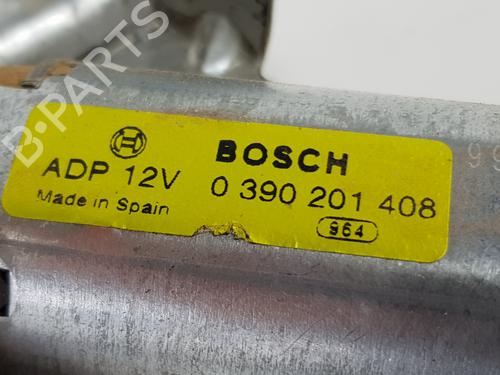 B-PARTS
BOSCH
ADP 12V 0 390 201 408
Made in Spain 964